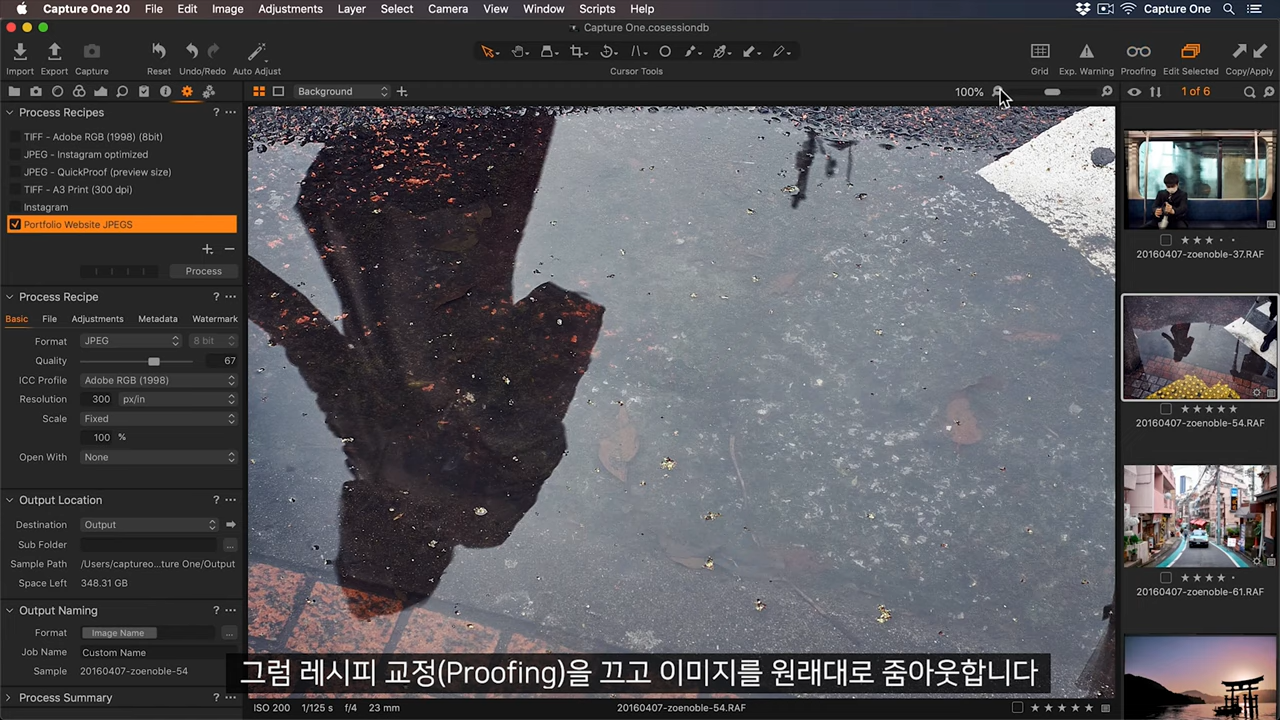 Capture One 20 File Edit Image Adjustments Layer Select Camera View Window Scripts Help Capture One
Capture One.cosessiondb
Import Export Capture Reset Undo/Redo Auto Adjust Cursor Tools Grid Exp. Warning Proofing Edit Selected Copy/Apply
Background 100% 1 of 6
Process Recipes ? ...
TIFF - Adobe RGB (1998) (8bit)
JPEG - Instagram optimized
JPEG - QuickProof (preview size)
TIFF - A3 Print (300 dpi)
Instagram
Portfolio Website JPEGS
Process
Process Recipe ? ...
Basic File Adjustments Metadata Watermark
Format JPEG 8 bit
Quality 67
ICC Profile Adobe RGB (1998)
Resolution 300 px/in
Scale Fixed
100 %
Open With None
Output Location ? ...
Destination Output
Sub Folder ...
Sample Path /Users/captureo...ture One/Output
Space Left 348.31 GB
Output Naming ? ...
Format Image Name ...
Job Name Custom Name
Sample 20160407-zoenoble-54
Process Summary ? ...
20160407-zoenoble-37.RAF
20160407-zoenoble-54.RAF
20160407-zoenoble-61.RAF
그럼 레시피 교정(Proofing)을 끄고 이미지를 원래대로 줌아웃합니다
ISO 200 1/125 s f/4 23 mm 20160407-zoenoble-54.RAF